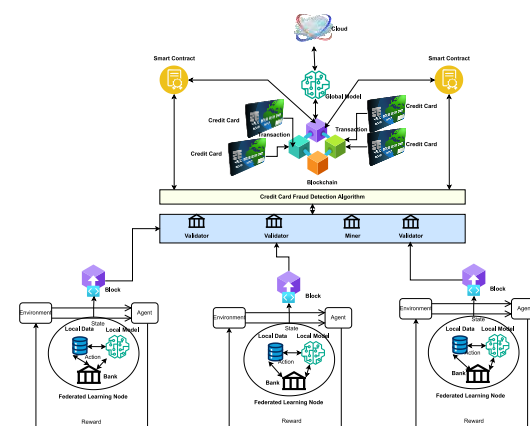 Cloud
Smart Contract
Smart Contract
Global Model
Credit Card
Credit Card
Transaction
Transaction
Credit Card
Credit Card
Blockchain
Credit Card Fraud Detection Algorithm
Validator
Validator
Miner
Validator
Block
Block
Block
Environment
Agent
State
Local Data
Local Model
Action
Bank
Federated Learning Node
Reward
Environment
Agent
State
Local Data
Local Model
Action
Bank
Federated Learning Node
Reward
Environment
Agent
State
Local Data
Local Model
Action
Bank
Federated Learning Node
Reward